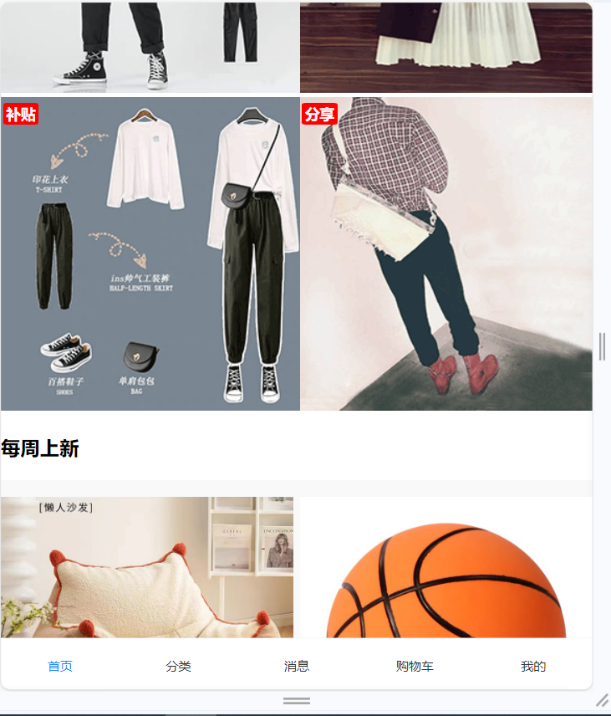 补贴
分享
印花上衣
T-SHIRT
ins帅气工装裤
HALF-LENGTH SKIRT
百搭鞋子
SHOES
单肩包包
BAG
每周上新
[懒人沙发]
CEREAL
首页
分类
消息
购物车
我的